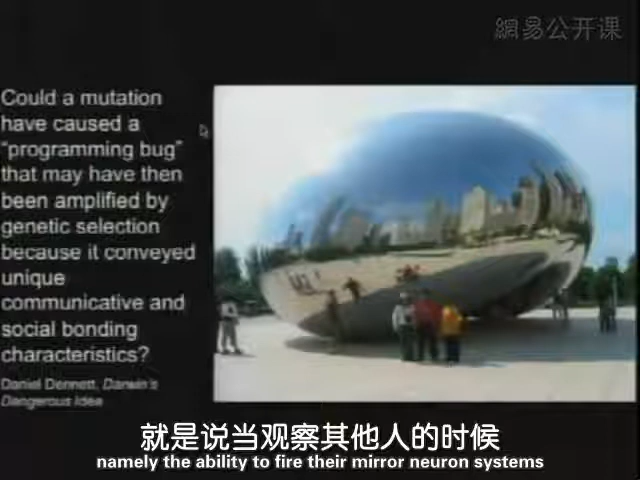 網易公开课
Could a mutation
have caused a
"programming bug"
that may have then
been amplified by
genetic selection
because it conveyed
unique
communicative and
social bonding
characteristics?
Daniel Dennett, Darwin's
Dangerous Idea
就是说当观察其他人的时候
namely the ability to fire their mirror neuron systems